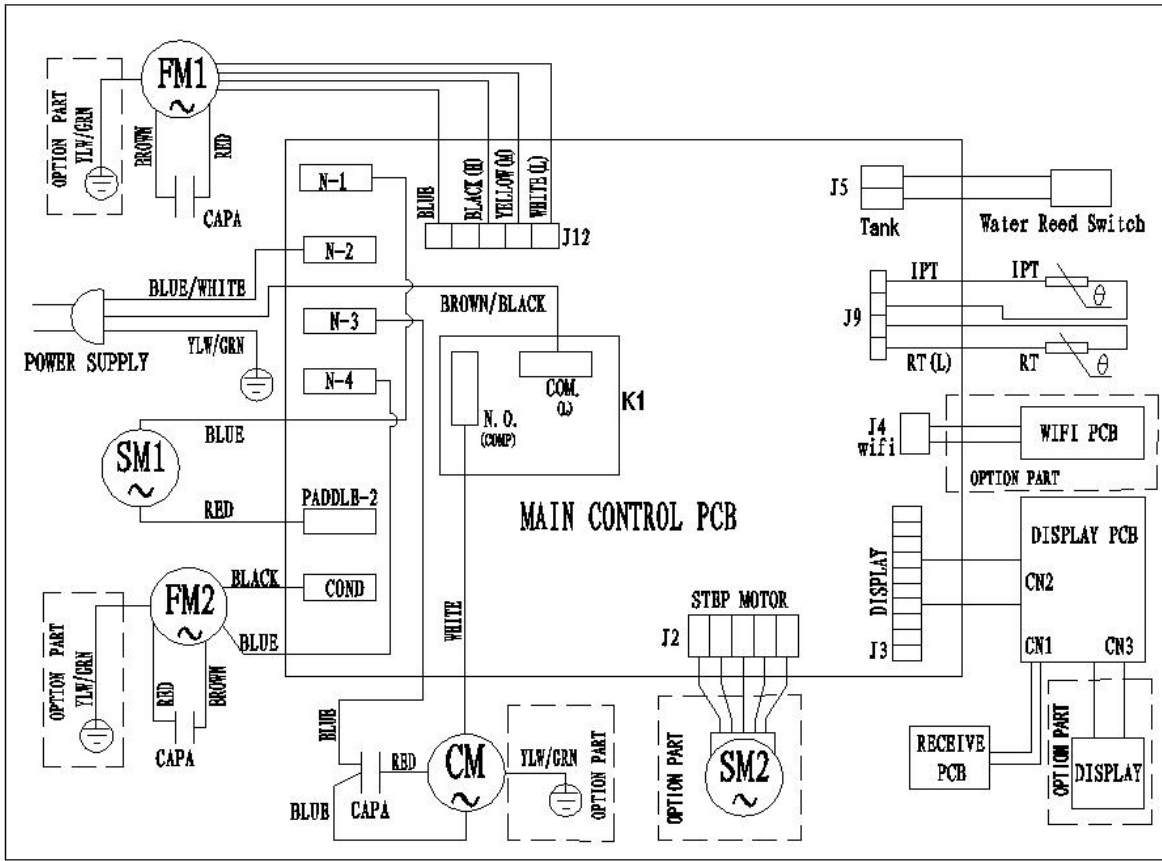 FM1
OPTION PART
YLW/GRN
BROWN
RED
CAPA
BLUE
BLACK(H)
YELLOW(M)
WHITE(L)
J12
N-1
N-2
N-3
N-4
BLUE/WHITE
BROWN/BLACK
YLW/GRN
POWER SUPPLY
COM.
(L)
N.O.
(COMP)
K1
J5
Tank
Water Reed Switch
IPT
IPT
θ
J9
RT(L)
RT
θ
J4
wifi
WIFI PCB
OPTION PART
SM1
BLUE
RED
PADDLE-2
MAIN CONTROL PCB
DISPLAY PCB
CN2
CN1
CN3
DISPLAY
J3
FM2
BLACK
COND
BLUE
OPTION PART
YLW/GRN
RED
BROWN
CAPA
WHITE
STEP MOTOR
J2
OPTION PART
SM2
BLUE
RED
CM
YLW/GRN
OPTION PART
BLUE
CAPA
RECEIVE
PCB
OPTION PART
DISPLAY